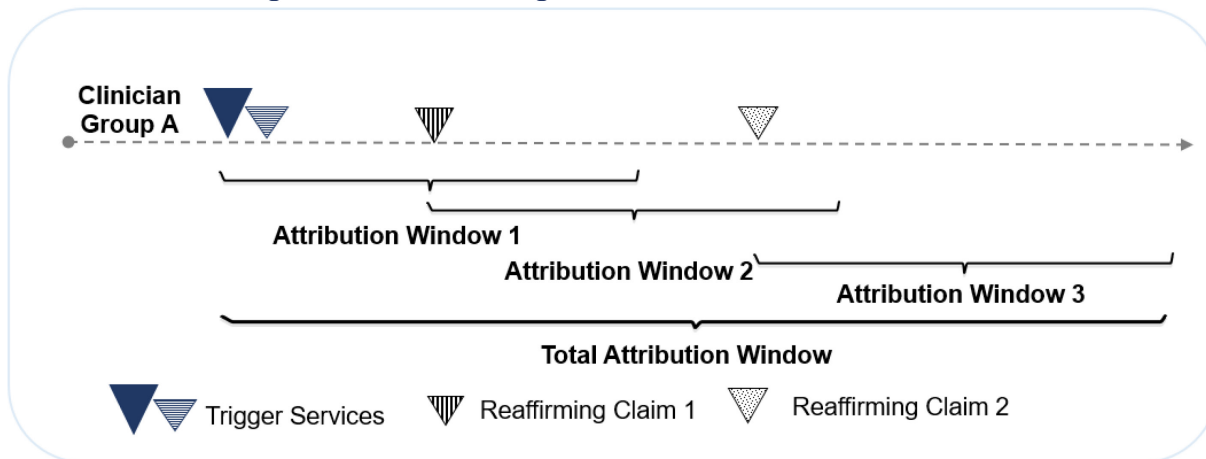 Clinician
Group A
Attribution Window 1
Attribution Window 2
Attribution Window 3
Total Attribution Window
Trigger Services
Reaffirming Claim 1
Reaffirming Claim 2